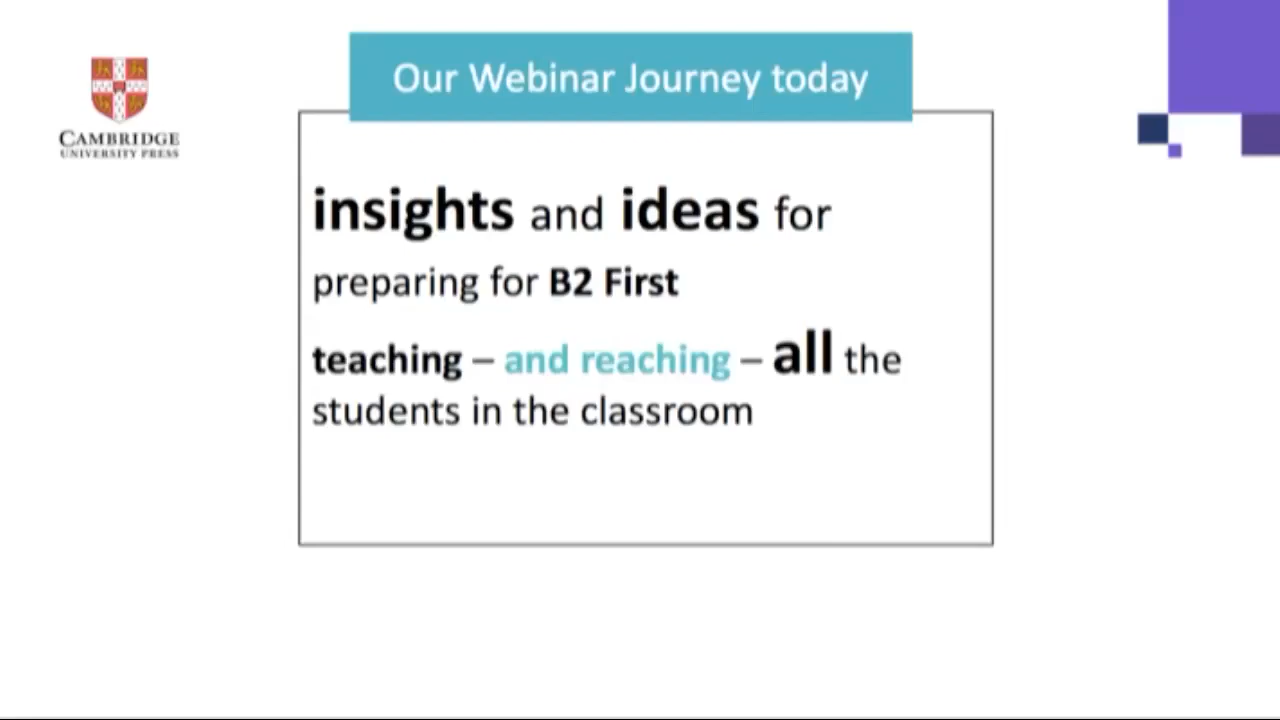 Our Webinar Journey today
CAMBRIDGE
UNIVERSITY PRESS
insights and ideas for
preparing for B2 First
teaching – and reaching – all the
students in the classroom